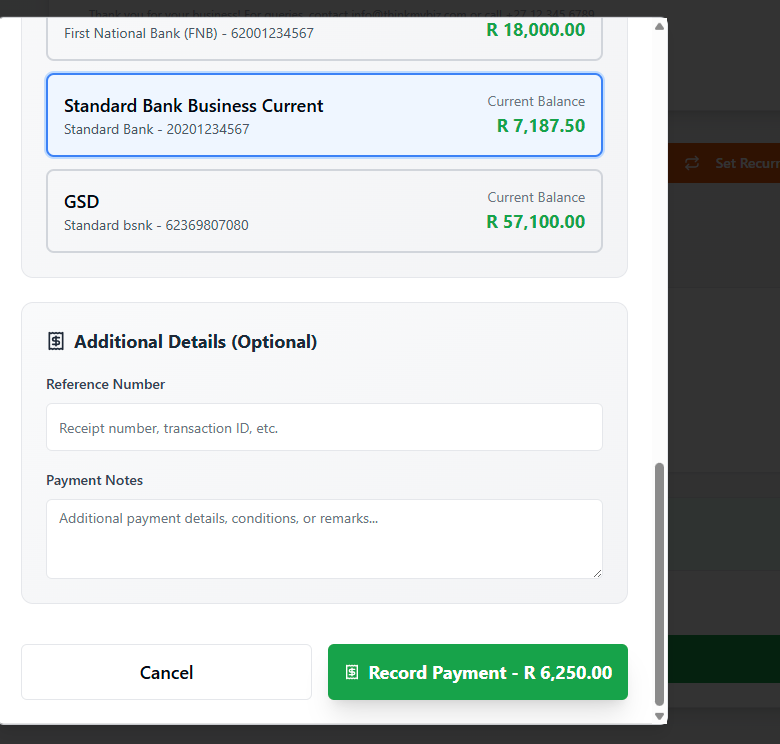 Thank you for your business! For queries, contact info@thinkmybiz.com or call +27 12 345 6789
First National Bank (FNB) - 62001234567
R 18,000.00
Standard Bank Business Current
Current Balance
Standard Bank - 20201234567
R 7,187.50
GSD
Current Balance
Standard bsnk - 62369807080
R 57,100.00
Set Recurr
Additional Details (Optional)
Reference Number
Receipt number, transaction ID, etc.
Payment Notes
Additional payment details, conditions, or remarks...
Cancel
Record Payment - R 6,250.00